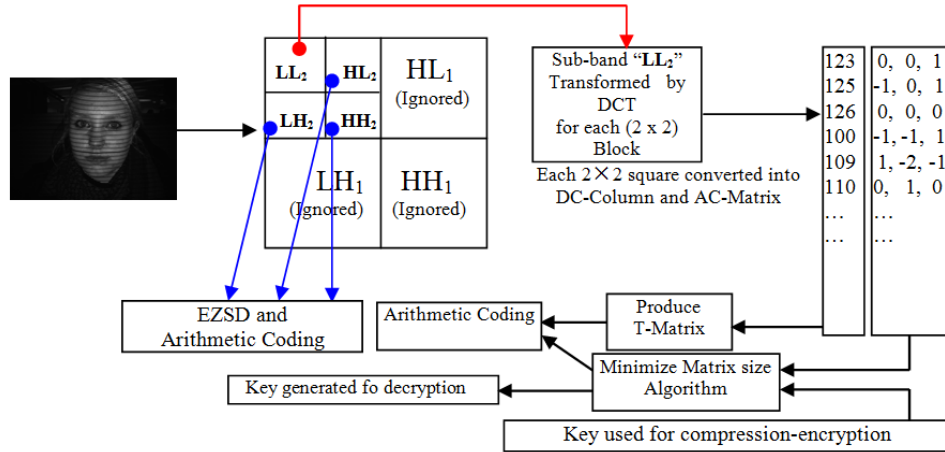 LL₂
HL₂
HL₁
(Ignored)
LH₂
HH₂
LH₁
(Ignored)
HH₁
(Ignored)
Sub-band “LL₂”
Transformed by
DCT
for each (2 x 2)
Block
Each 2×2 square converted into
DC-Column and AC-Matrix
123
125
126
100
109
110
...
...
0, 0, 1
-1, 0, 1
0, 0, 0
-1, -1, 1
1, -2, -1
0, 1, 0
...
...
EZSD and
Arithmetic Coding
Arithmetic Coding
Produce
T-Matrix
Minimize Matrix size
Algorithm
Key generated fo decryption
Key used for compression-encryption